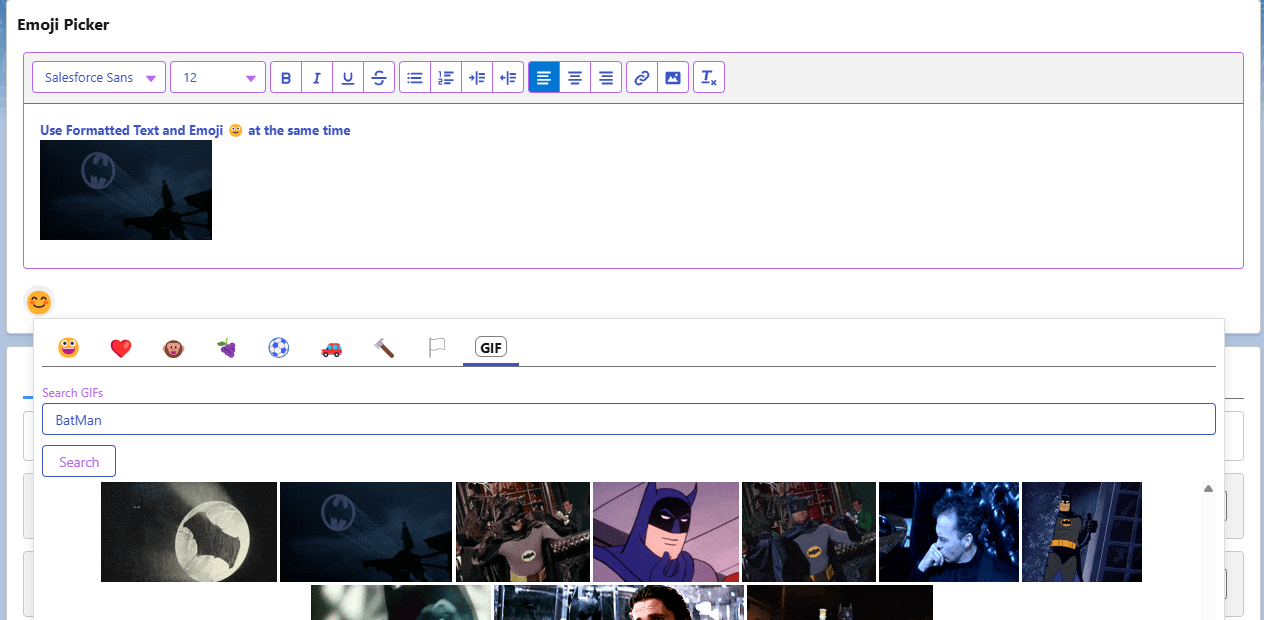 Emoji Picker
Salesforce Sans 12 B I U S
Use Formatted Text and Emoji 😀 at the same time
GIF
Search GIFs
BatMan
Search